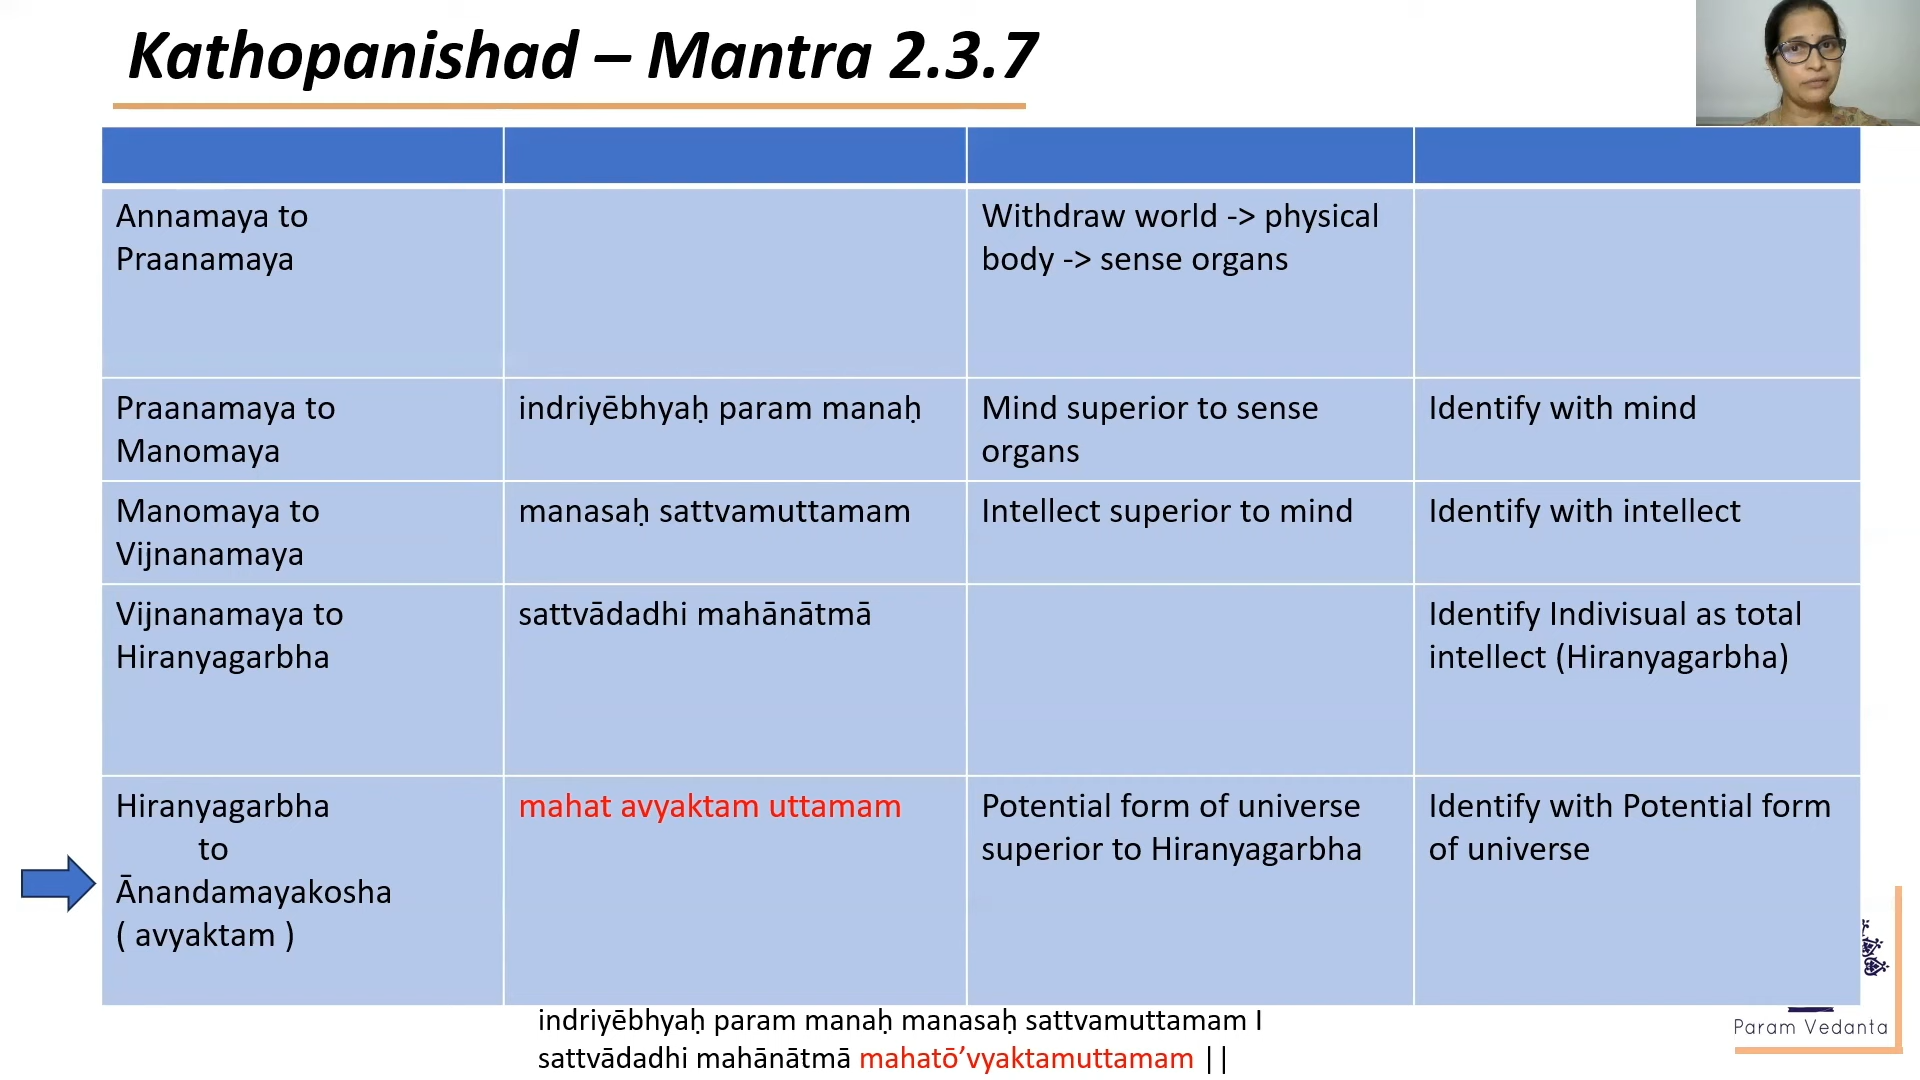 Kathopanishad – Mantra 2.3.7
Annamaya to
Praanamaya
Withdraw world -> physical
body -> sense organs
Praanamaya to
Manomaya
indriyēbhyaḥ param manaḥ
Mind superior to sense
organs
Identify with mind
Manomaya to
Vijnanamaya
manasaḥ sattvamuttamam
Intellect superior to mind
Identify with intellect
Vijnanamaya to
Hiranyagarbha
sattvādadhi mahānātmā
Identify Indivisual as total
intellect (Hiranyagarbha)
Hiranyagarbha
to
Ānandamayakosha
( avyaktam )
mahat avyaktam uttamam
Potential form of universe
superior to Hiranyagarbha
Identify with Potential form
of universe
indriyēbhyaḥ param manaḥ manasaḥ sattvamuttamam I
sattvādadhi mahānātmā mahatō’vyaktamuttamam ||
Param Vedanta